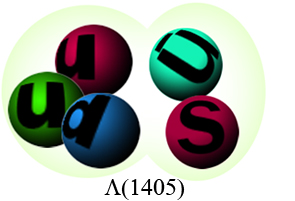 u ū
u d S
Λ(1405)